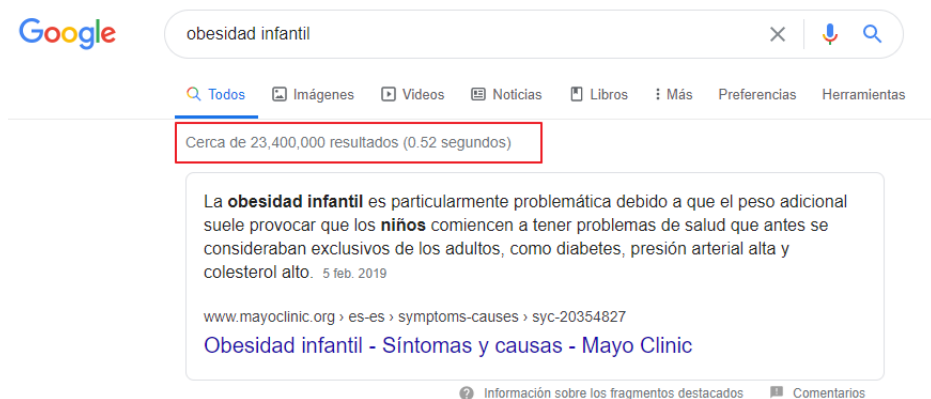 Google
obesidad infantil
Todos Imágenes Videos Noticias Libros Más Preferencias Herramientas
Cerca de 23,400,000 resultados (0.52 segundos)
La obesidad infantil es particularmente problemática debido a que el peso adicional
suele provocar que los niños comiencen a tener problemas de salud que antes se
consideraban exclusivos de los adultos, como diabetes, presión arterial alta y
colesterol alto. 5 feb. 2019
www.mayoclinic.org › es-es › symptoms-causes › syc-20354827
Obesidad infantil - Síntomas y causas - Mayo Clinic
Información sobre los fragmentos destacados Comentarios